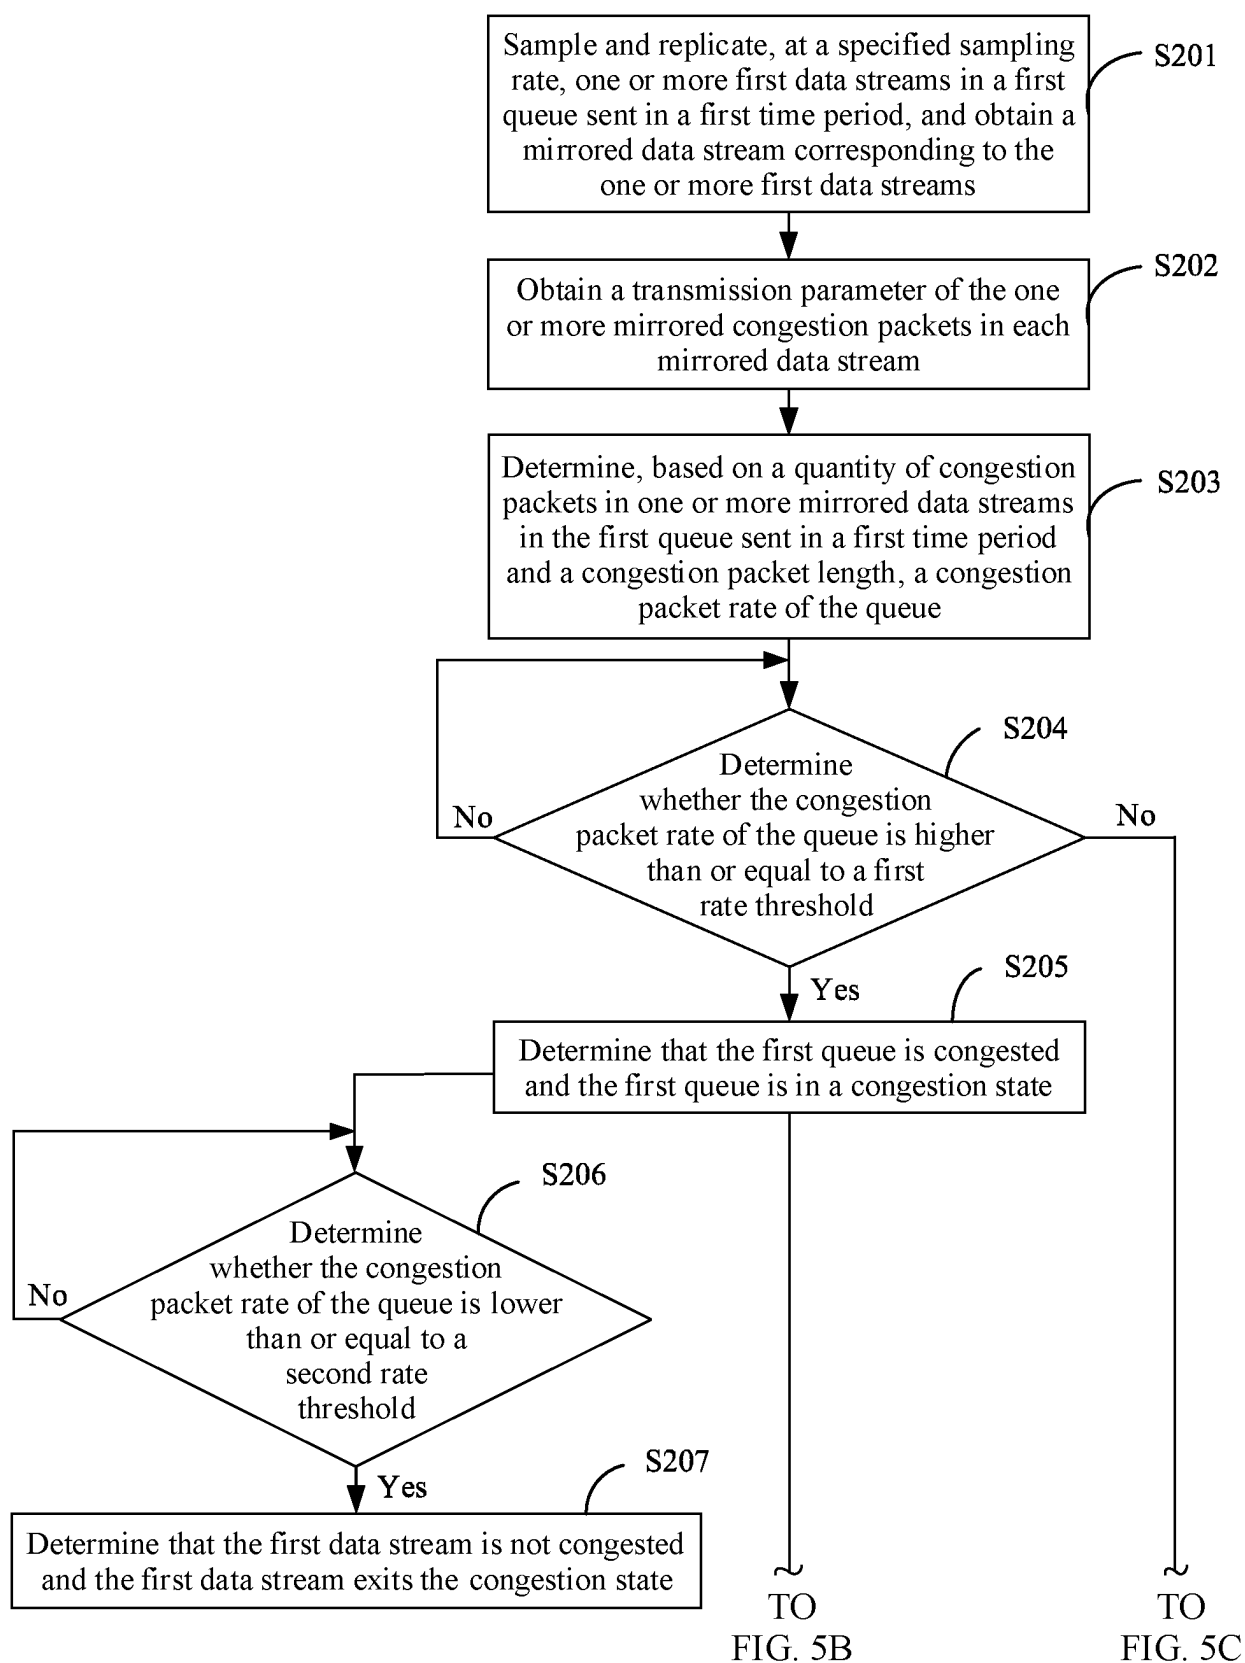 Sample and replicate, at a specified sampling
rate, one or more first data streams in a first
queue sent in a first time period, and obtain a
mirrored data stream corresponding to the
one or more first data streams
S201
Obtain a transmission parameter of the one
or more mirrored congestion packets in each
mirrored data stream
S202
Determine, based on a quantity of congestion
packets in one or more mirrored data streams
in the first queue sent in a first time period
and a congestion packet length, a congestion
packet rate of the queue
S203
S204
Determine
whether the congestion
packet rate of the queue is higher
than or equal to a first
rate threshold
No
No
Yes
S205
Determine that the first queue is congested
and the first queue is in a congestion state
S206
Determine
whether the congestion
packet rate of the queue is lower
than or equal to a
second rate
threshold
No
Yes
S207
Determine that the first data stream is not congested
and the first data stream exits the congestion state
TO
FIG. 5B
TO
FIG. 5C